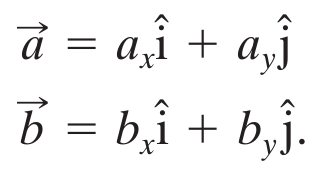 a⃗ = aₓî + a_yĵ
b⃗ = bₓî + b_yĵ.